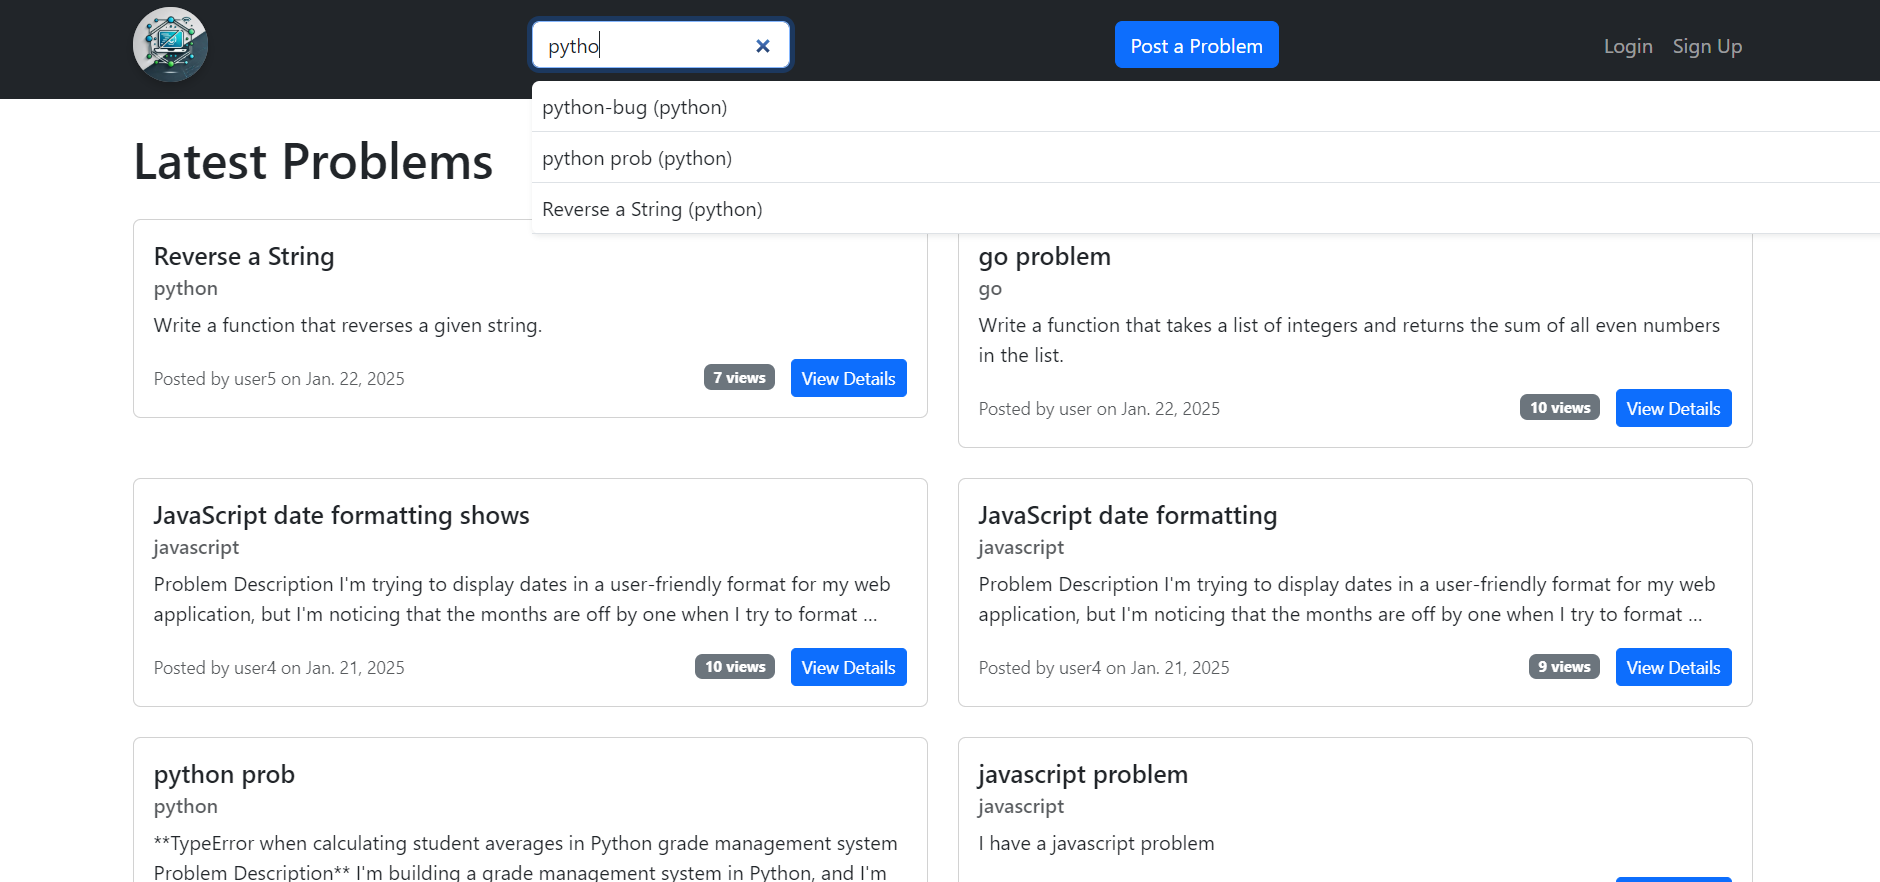 pytho
Post a Problem
Login
Sign Up
python-bug (python)
python prob (python)
Reverse a String (python)
Latest Problems
Reverse a String
python
Write a function that reverses a given string.
Posted by user5 on Jan. 22, 2025
7 views
View Details
go problem
go
Write a function that takes a list of integers and returns the sum of all even numbers
in the list.
Posted by user on Jan. 22, 2025
10 views
View Details
JavaScript date formatting shows
javascript
Problem Description I'm trying to display dates in a user-friendly format for my web
application, but I'm noticing that the months are off by one when I try to format ...
Posted by user4 on Jan. 21, 2025
10 views
View Details
JavaScript date formatting
javascript
Problem Description I'm trying to display dates in a user-friendly format for my web
application, but I'm noticing that the months are off by one when I try to format ...
Posted by user4 on Jan. 21, 2025
9 views
View Details
python prob
python
**TypeError when calculating student averages in Python grade management system
Problem Description** I'm building a grade management system in Python, and I'm
javascript problem
javascript
I have a javascript problem